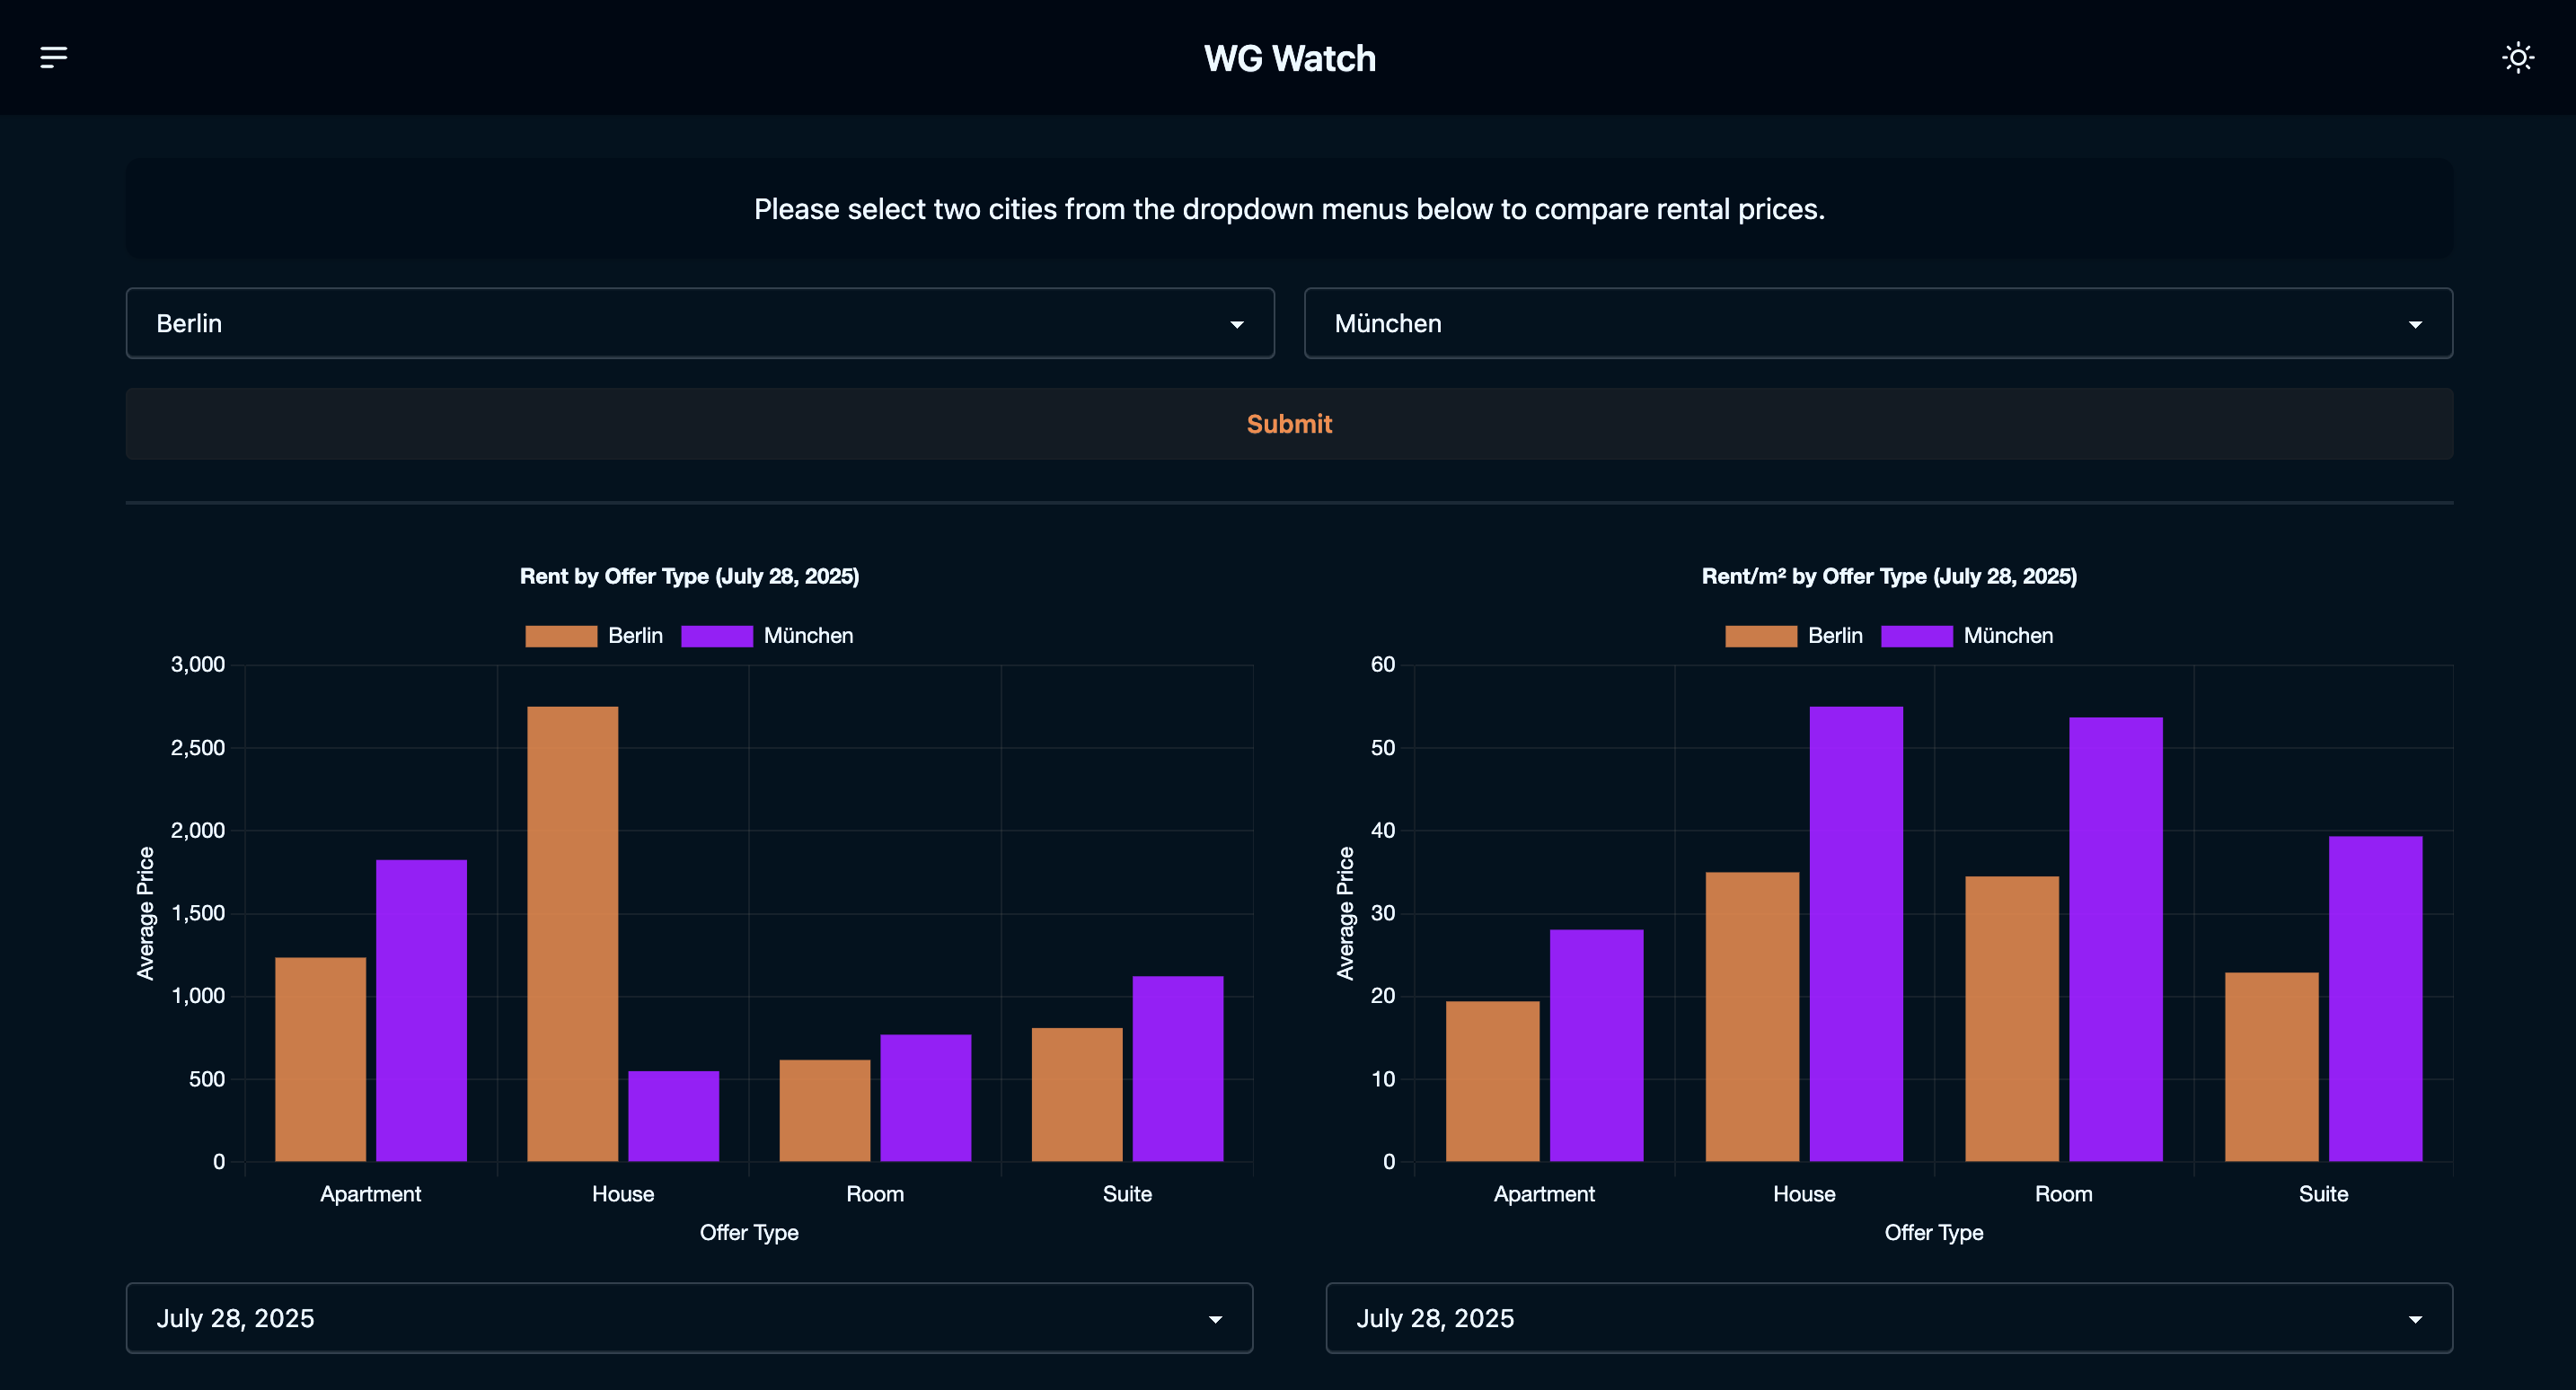 WG Watch
Please select two cities from the dropdown menus below to compare rental prices.
Berlin
München
Submit
Rent by Offer Type (July 28, 2025)
Berlin München
3,000
2,500
2,000
1,500
1,000
500
0
Average Price
Apartment House Room Suite
Offer Type
July 28, 2025
Rent/m² by Offer Type (July 28, 2025)
Berlin München
60
50
40
30
20
10
0
Average Price
Apartment House Room Suite
Offer Type
July 28, 2025